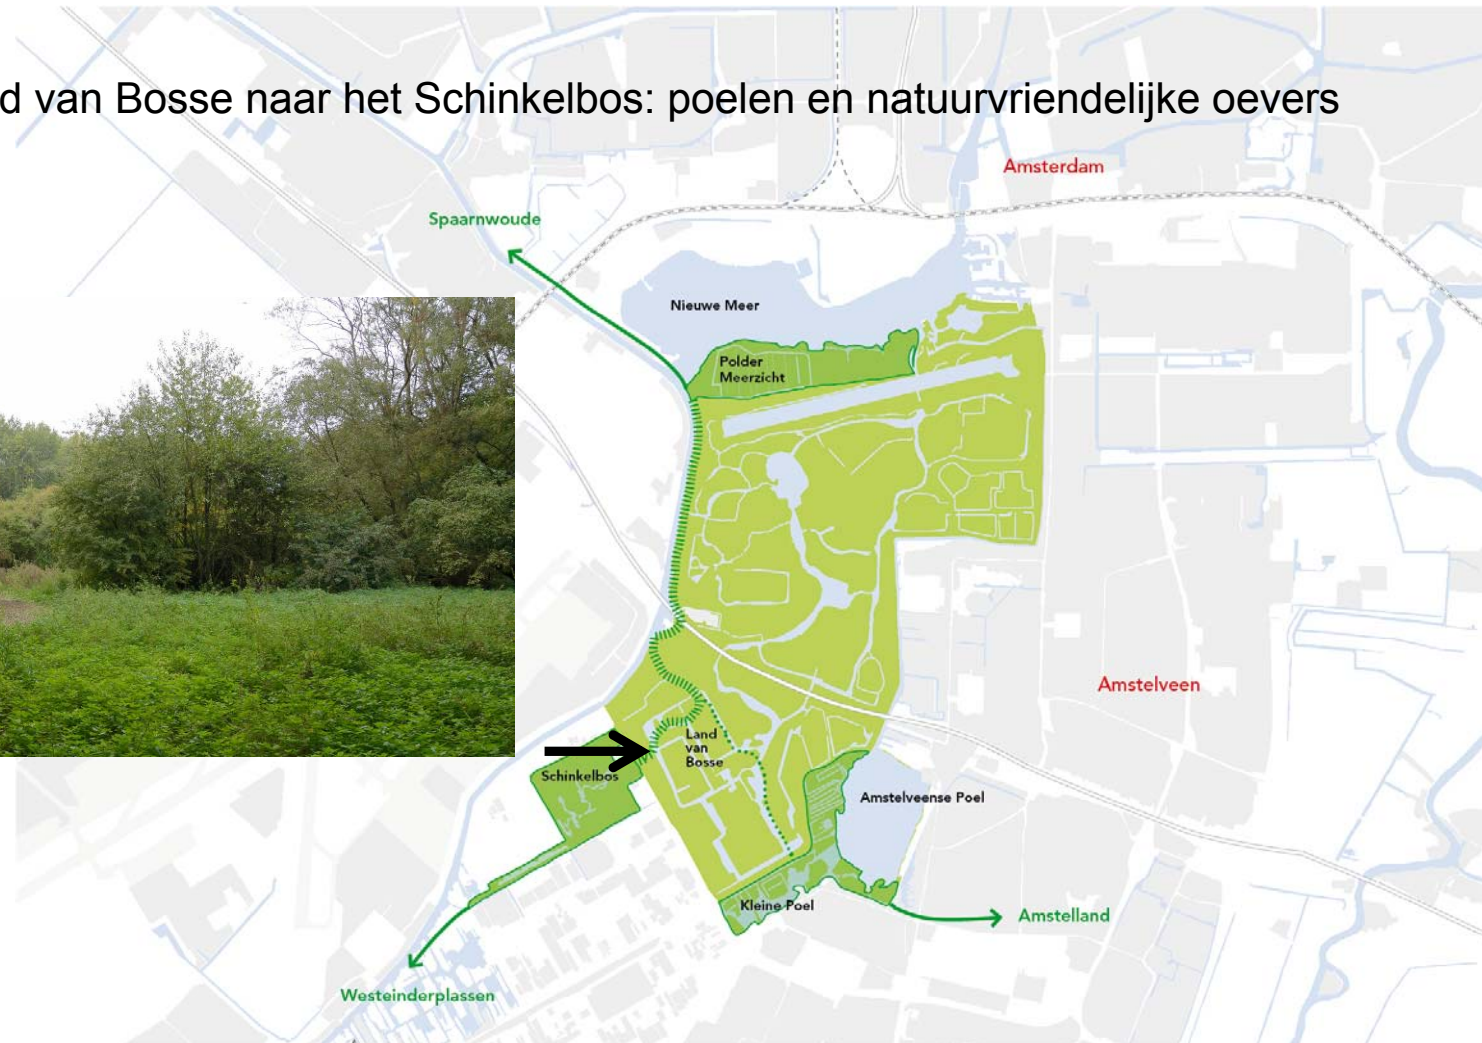 d van Bosse naar het Schinkelbos: poelen en natuurvriendelijke oevers
Amsterdam
Spaarnwoude
Nieuwe Meer
Polder
Meerzicht
Amstelveen
Land
van
Bosse
Schinkelbos
Amstelveense Poel
Kleine Poel
Amstelland
Westeinderplassen